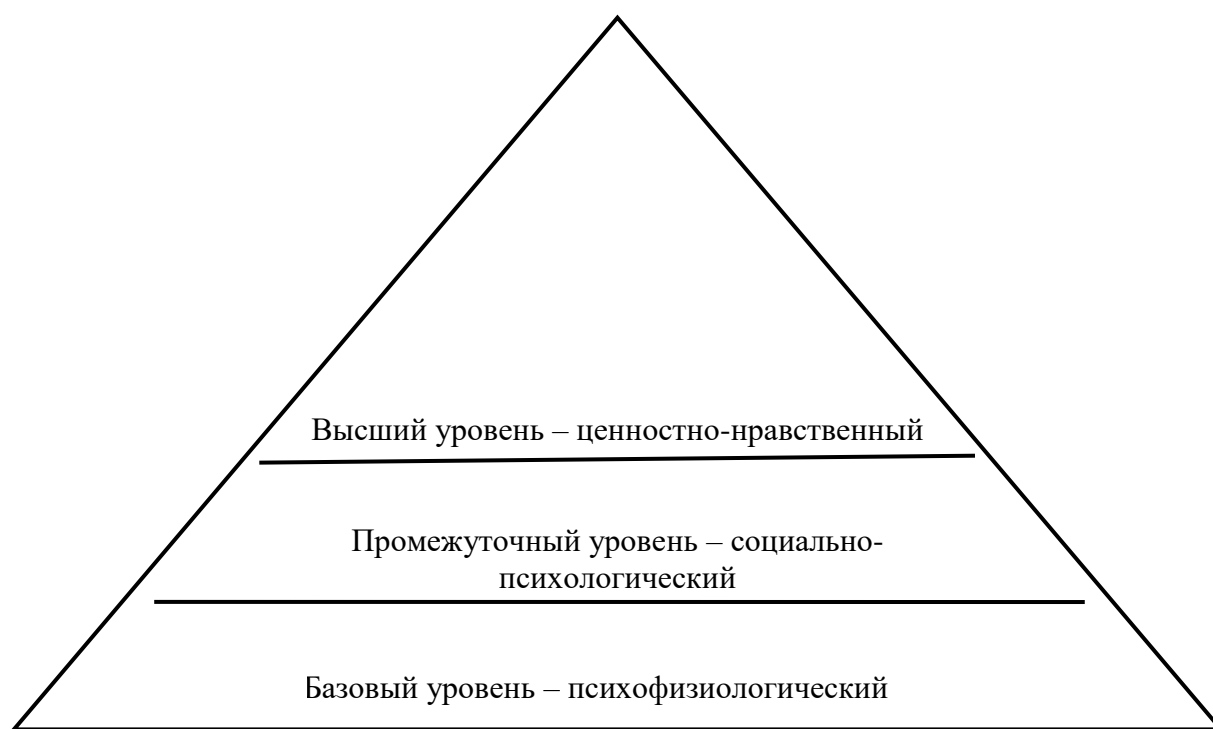 Высший уровень – ценностно-нравственный
Промежуточный уровень – социально-
психологический
Базовый уровень – психофизиологический